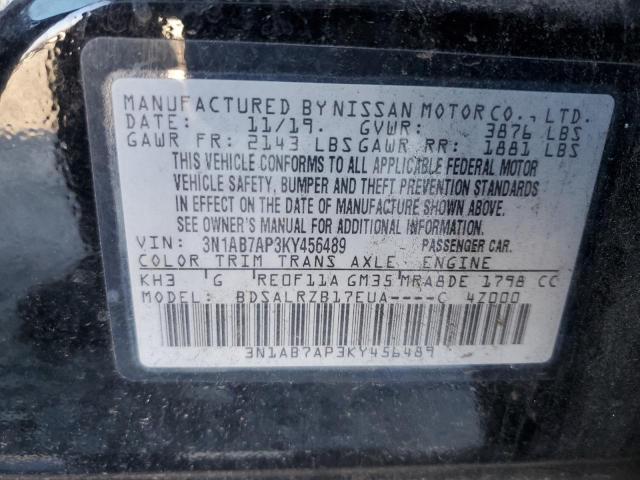 MANUFACTURED BY NISSAN MOTOR CO., LTD.
DATE: 11/19. GVWR: 3876 LBS
GAWR FR: 2143 LBS GAWR RR: 1881 LBS
THIS VEHICLE CONFORMS TO ALL APPLICABLE FEDERAL MOTOR
VEHICLE SAFETY, BUMPER AND THEFT PREVENTION STANDARDS
IN EFFECT ON THE DATE OF MANUFACTURE SHOWN ABOVE.
SEE OWNER'S MANUAL FOR ADDITIONAL INFORMATION.
VIN: 3N1AB7AP3KY456489 PASSENGER CAR.
COLOR TRIM TRANS AXLE, ENGINE
KH3 G RE0F11A GM35 MRA8DE 1798 CC
MODEL: BDSALRZB17EUA----C 4Z000
3N1AB7AP3KY456489